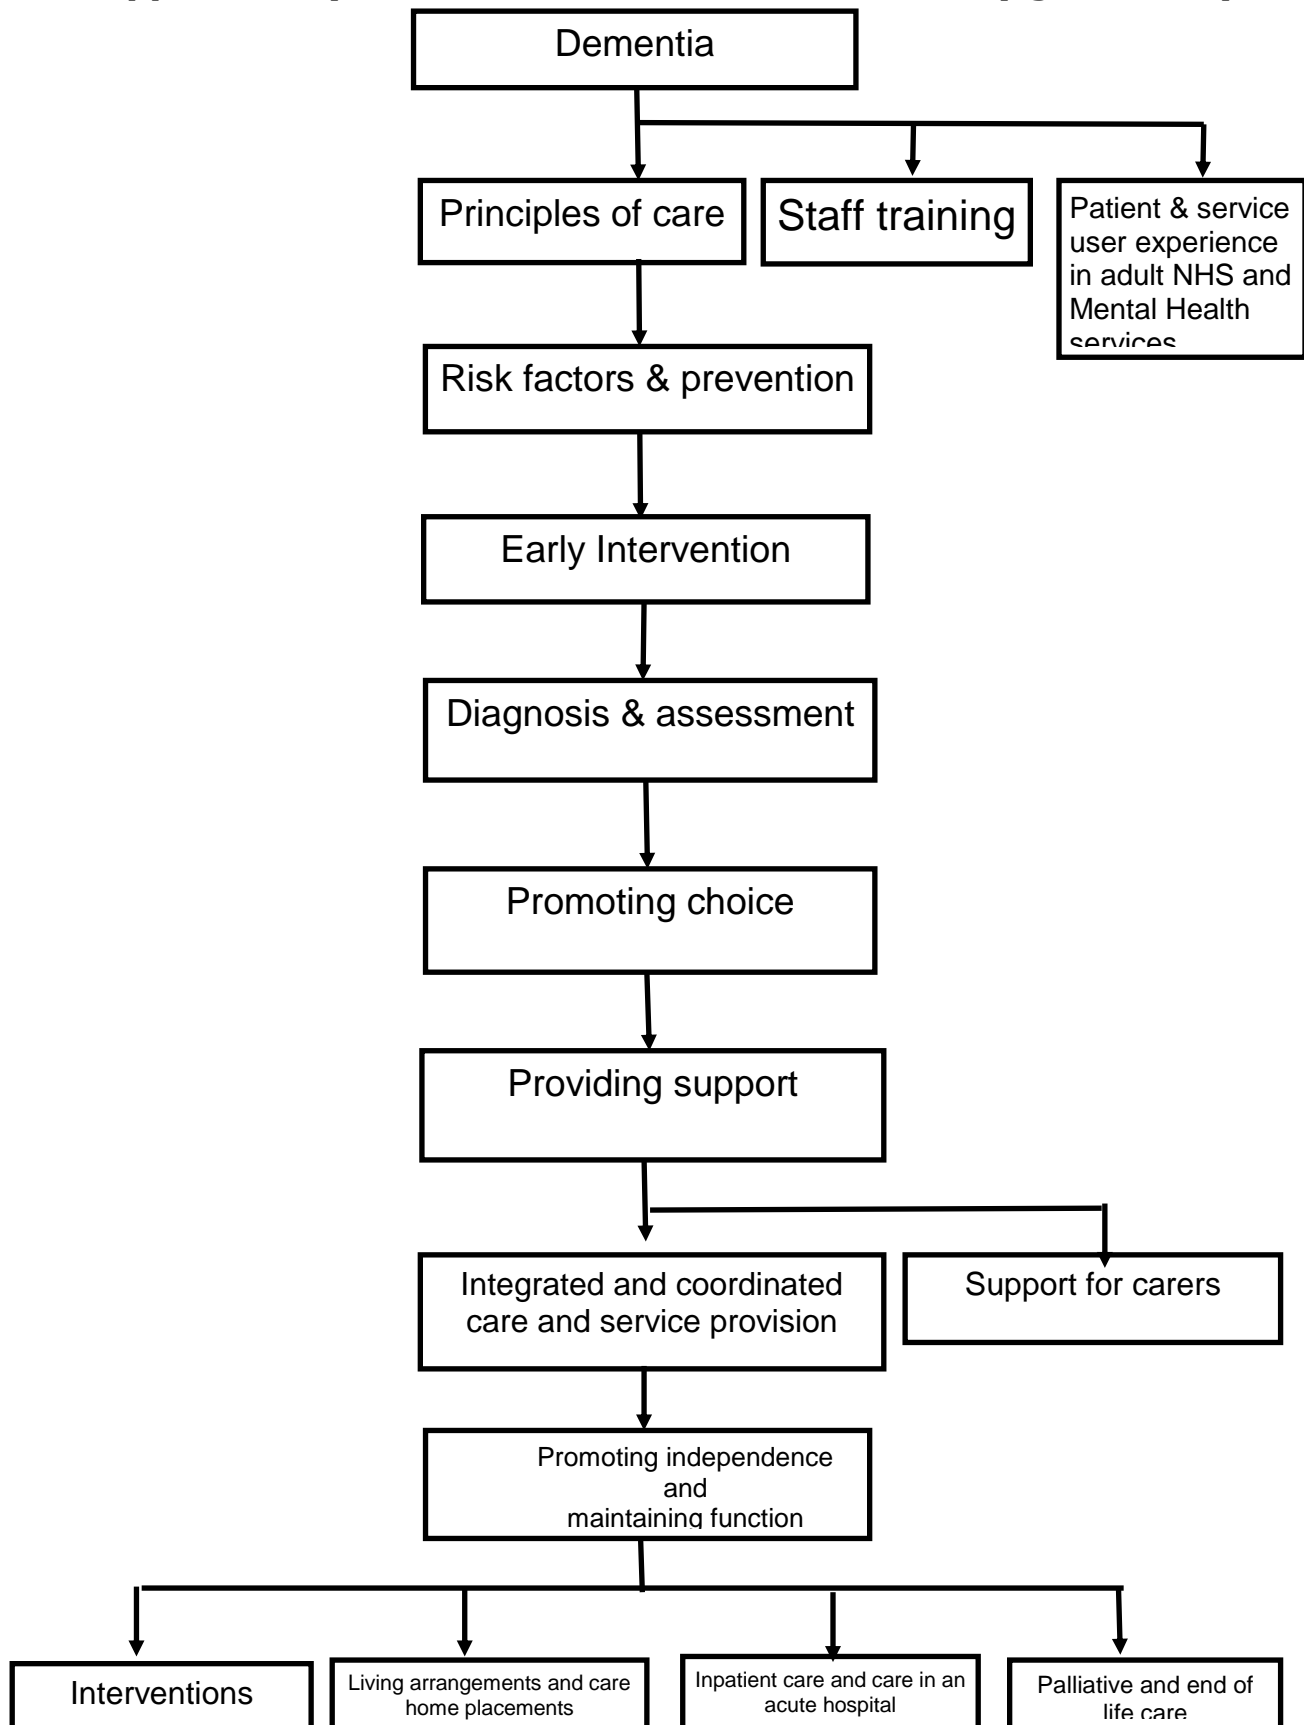 Dementia
Principles of care
Staff training
Patient & service
user experience
in adult NHS and
Mental Health
services
Risk factors & prevention
Early Intervention
Diagnosis & assessment
Promoting choice
Providing support
Integrated and coordinated
care and service provision
Support for carers
Promoting independence
and
maintaining function
Interventions
Living arrangements and care
home placements
Inpatient care and care in an
acute hospital
Palliative and end of
life care